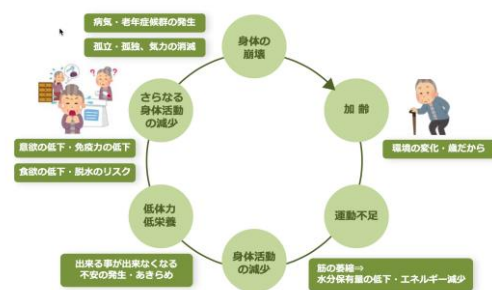 病気・老年症候群の発生
孤立・孤独、気力の消滅
身体の
崩壊
さらなる
身体活動
の減少
加 齢
意欲の低下・免疫力の低下
食欲の低下・脱水のリスク
環境の変化・歳だから
低体力
低栄養
運動不足
出来る事が出来なくなる
不安の発生・あきらめ
身体活動
の減少
筋の萎縮⇒
水分保有量の低下・エネルギー減少